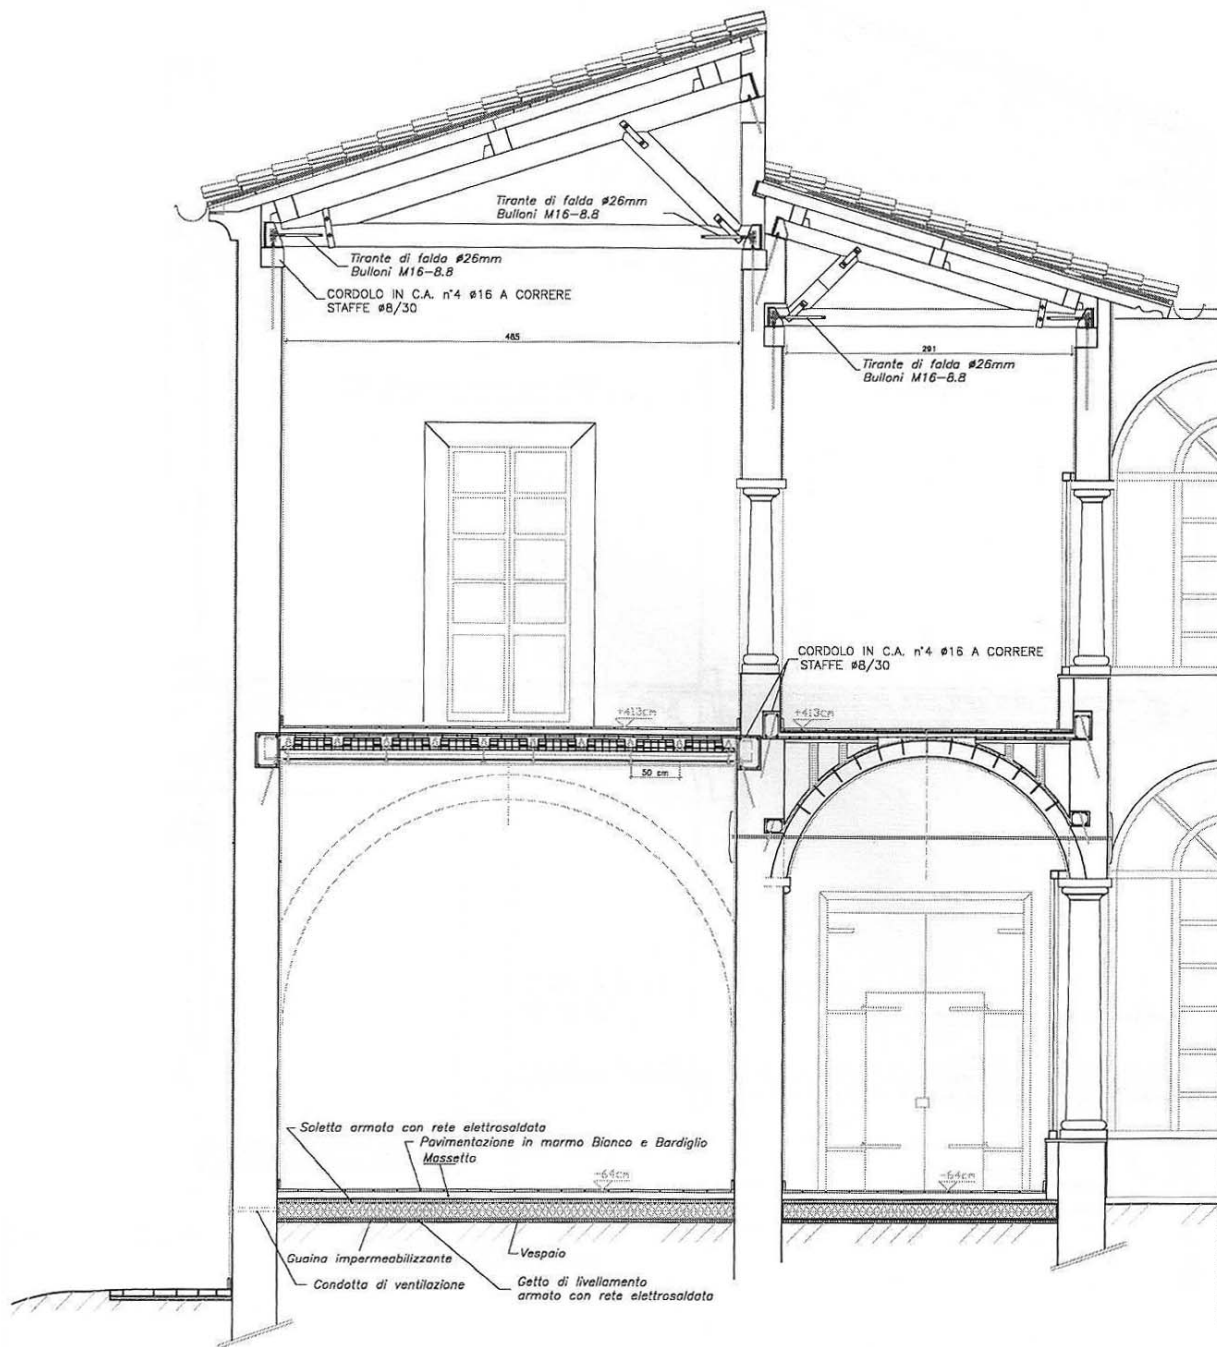 Tirante di falda ø26mm
Bulloni M16-8.8
Tirante di falda ø26mm
Bulloni M16-8.8
CORDOLO IN C.A. n°4 ø16 A CORRERE
STAFFE ø8/30
485
291
Tirante di falda ø26mm
Bulloni M16-8.8
CORDOLO IN C.A. n°4 ø16 A CORRERE
STAFFE ø8/30
+413cm
+413cm
50 cm
Soletta armata con rete elettrosaldata
Pavimentazione in marmo Bianco e Bardiglio
Massetto
-64cm
-64cm
Guaina impermeabilizzante
Vespaio
Condotta di ventilazione
Getto di livellamento
armato con rete elettrosaldata